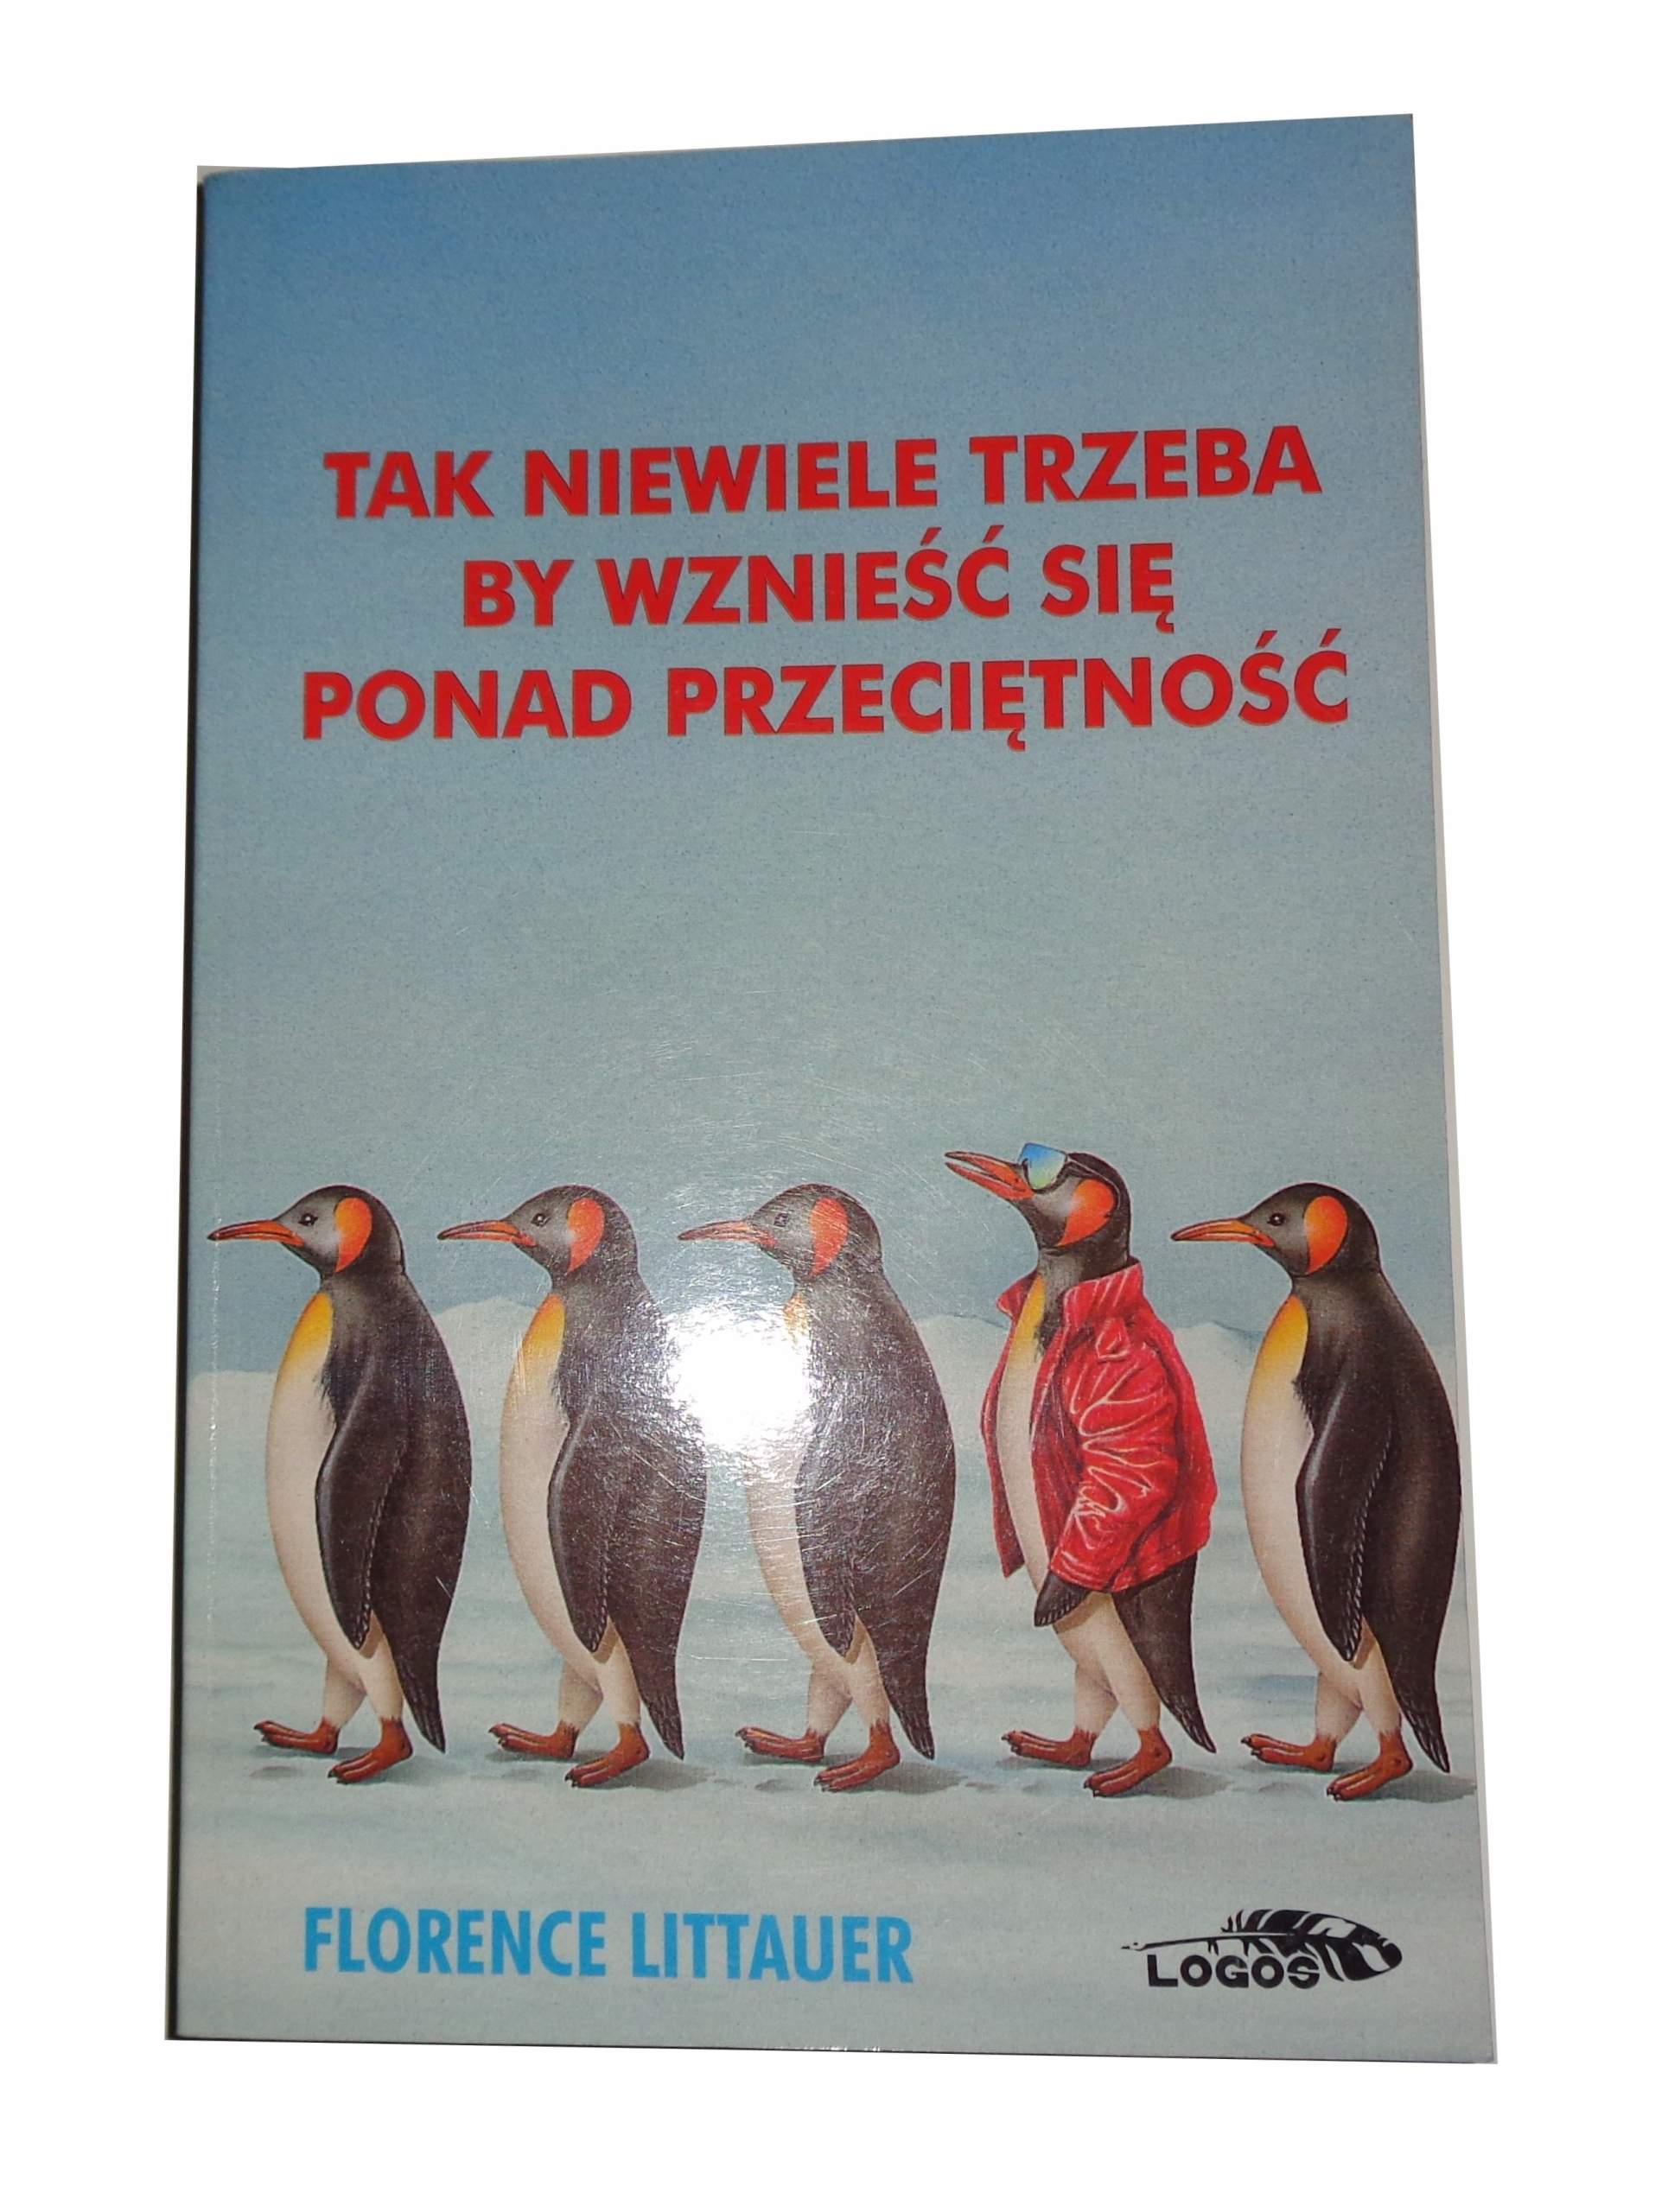 TAK NIEWIELE TRZEBA
BY WZNIEŚĆ SIĘ
PONAD PRZECIĘTNOŚĆ
FLORENCE LITTAUER
LOGOS